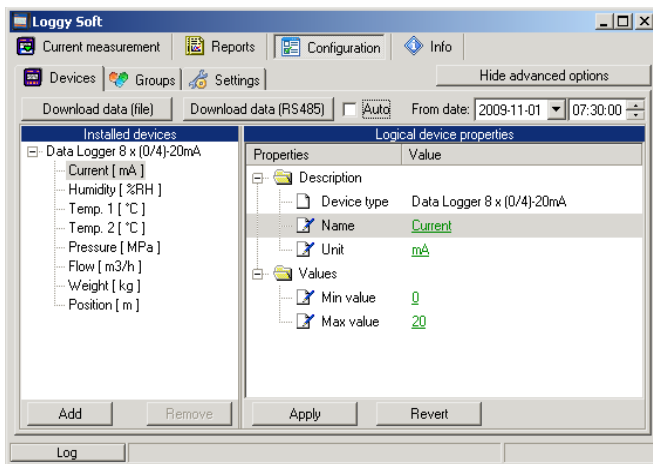 Loggy Soft
Current measurement Reports Configuration Info
Devices Groups Settings Hide advanced options
Download data (file) Download data (RS485) Auto From date: 2009-11-01 07:30:00
Installed devices Logical device properties
Data Logger 8 x (0/4)-20mA Properties Value
Current [ mA ] Description
Humidity [ %RH ] Device type Data Logger 8 x (0/4)-20mA
Temp. 1 [ °C ] Name Current
Temp. 2 [ °C ] Unit mA
Pressure [ MPa ] Values
Flow [ m3/h ] Min value 0
Weight [ kg ] Max value 20
Position [ m ]
Add Remove Apply Revert
Log